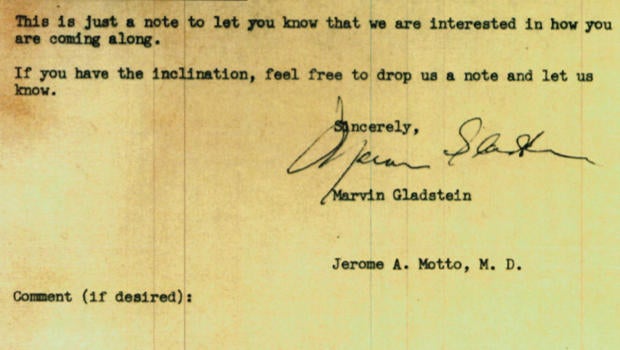 This is just a note to let you know that we are interested in how you
are coming along.
If you have the inclination, feel free to drop us a note and let us
know.
Sincerely,
Marvin Gladstein
Jerome A. Motto, M. D.
Comment (if desired):